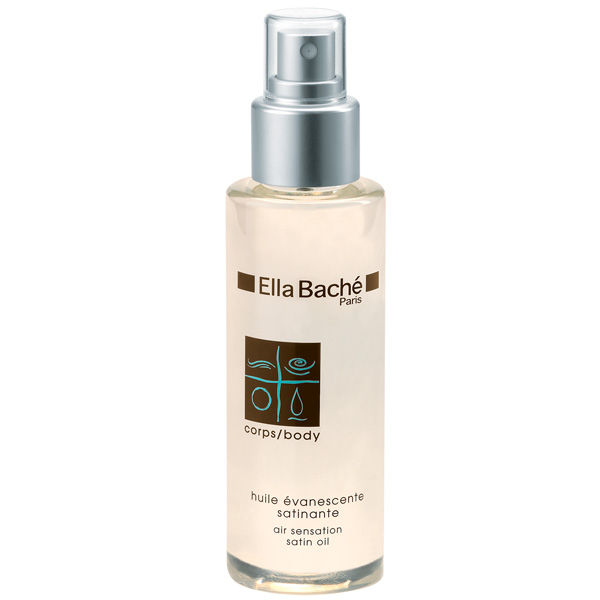 Ella Baché
Paris
corps/body
huile évanescente
satinante
air sensation
satin oil